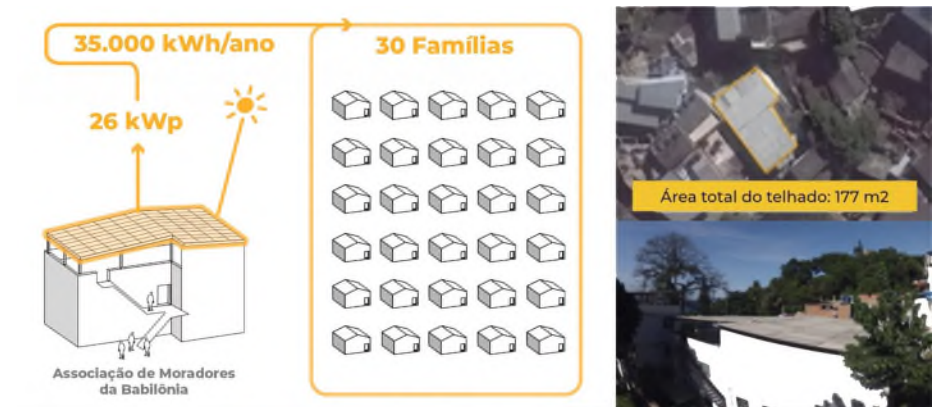 35.000 kWh/ano
26 kWp
Associação de Moradores
da Babilônia
30 Famílias
Área total do telhado: 177 m2